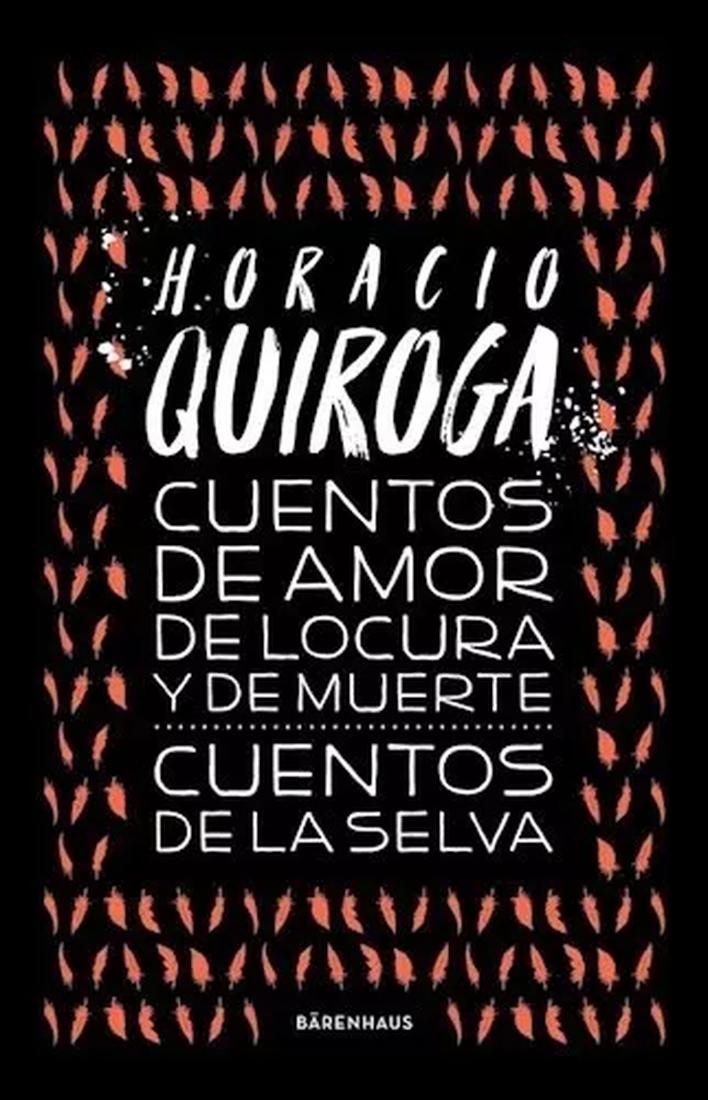 HORACIO
QUIROGA
CUENTOS
DE AMOR
DE LOCURA
Y DE MUERTE
CUENTOS
DE LA SELVA
BÄRENHAUS